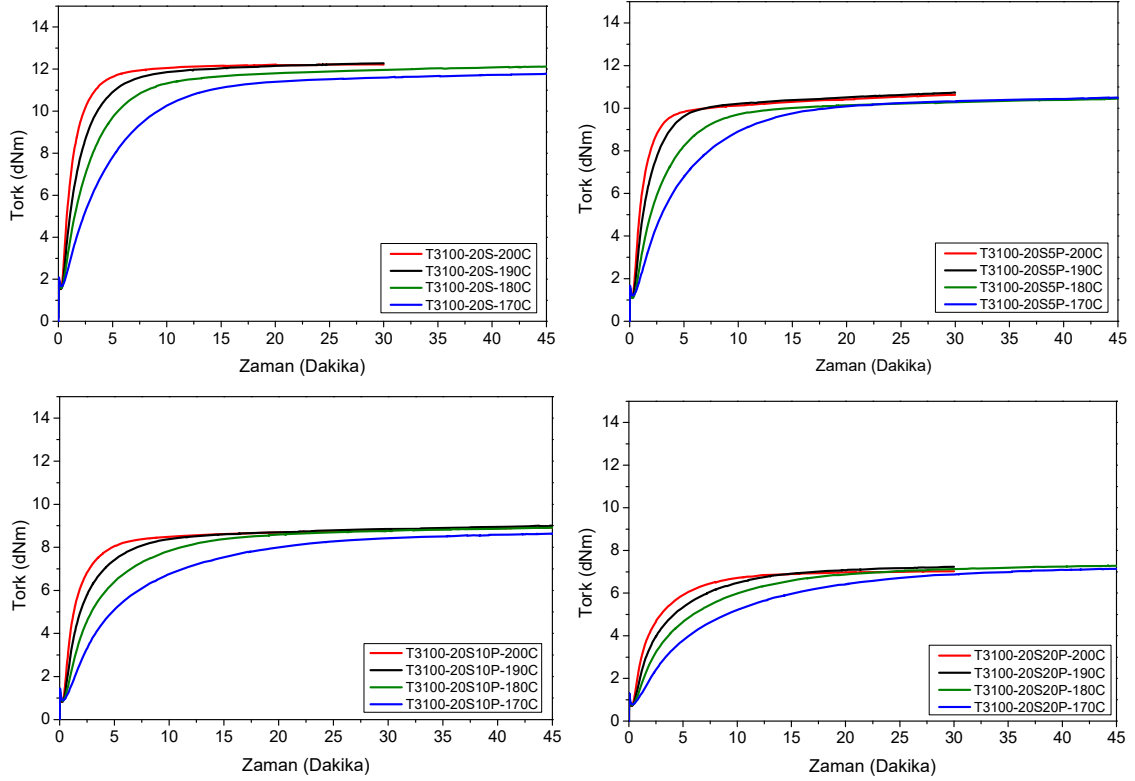 14
12
10
8
6
4
2
0
Tork (dNm)
T3100-20S-200C
T3100-20S-190C
T3100-20S-180C
T3100-20S-170C
0 5 10 15 20 25 30 35 40 45
Zaman (Dakika)
14
12
10
8
6
4
2
0
Tork (dNm)
T3100-20S5P-200C
T3100-20S5P-190C
T3100-20S5P-180C
T3100-20S5P-170C
0 5 10 15 20 25 30 35 40 45
Zaman (Dakika)
14
12
10
8
6
4
2
0
Tork (dNm)
T3100-20S10P-200C
T3100-20S10P-190C
T3100-20S10P-180C
T3100-20S10P-170C
0 5 10 15 20 25 30 35 40 45
Zaman (Dakika)
14
12
10
8
6
4
2
0
Tork (dNm)
T3100-20S20P-200C
T3100-20S20P-190C
T3100-20S20P-180C
T3100-20S20P-170C
0 5 10 15 20 25 30 35 40 45
Zaman (Dakika)